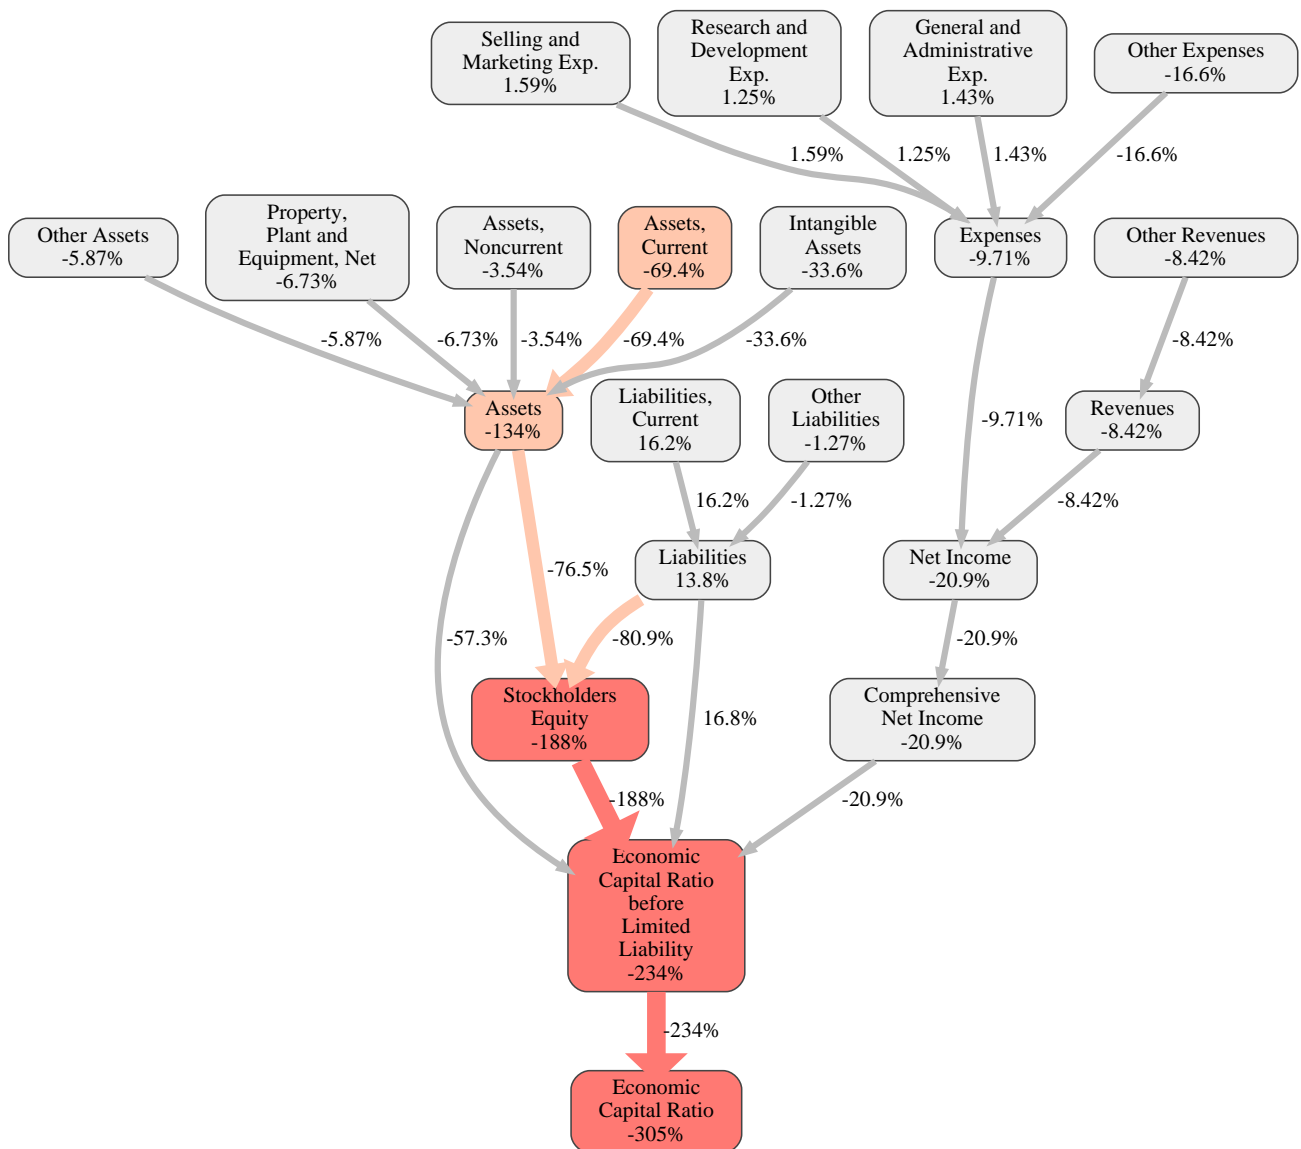 Selling and
Marketing Exp.
1.59%
Research and
Development
Exp.
1.25%
General and
Administrative
Exp.
1.43%
Other Expenses
-16.6%
1.59%
1.25%
1.43%
-16.6%
Other Assets
-5.87%
Property,
Plant and
Equipment, Net
-6.73%
Assets,
Noncurrent
-3.54%
Assets,
Current
-69.4%
Intangible
Assets
-33.6%
Expenses
-9.71%
Other Revenues
-8.42%
-5.87%
-6.73%
-3.54%
-69.4%
-33.6%
-8.42%
Assets
-134%
Liabilities,
Current
16.2%
Other
Liabilities
-1.27%
-9.71%
Revenues
-8.42%
16.2%
-1.27%
-8.42%
-76.5%
Liabilities
13.8%
Net Income
-20.9%
-57.3%
-80.9%
-20.9%
Stockholders
Equity
-188%
16.8%
Comprehensive
Net Income
-20.9%
-188%
-20.9%
Economic
Capital Ratio
before
Limited
Liability
-234%
-234%
Economic
Capital Ratio
-305%